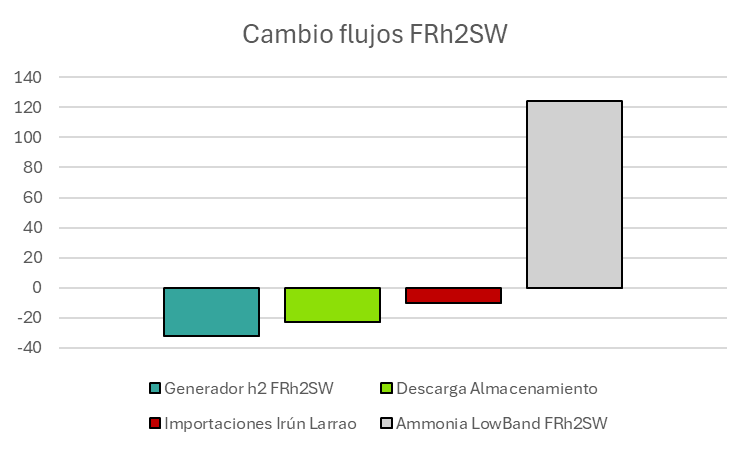 Cambio flujos FRh2SW
140
120
100
80
60
40
20
0
-20
-40
Generador h2 FRh2SW
Descarga Almacenamiento
Importaciones Irún Larrao
Ammonia LowBand FRh2SW